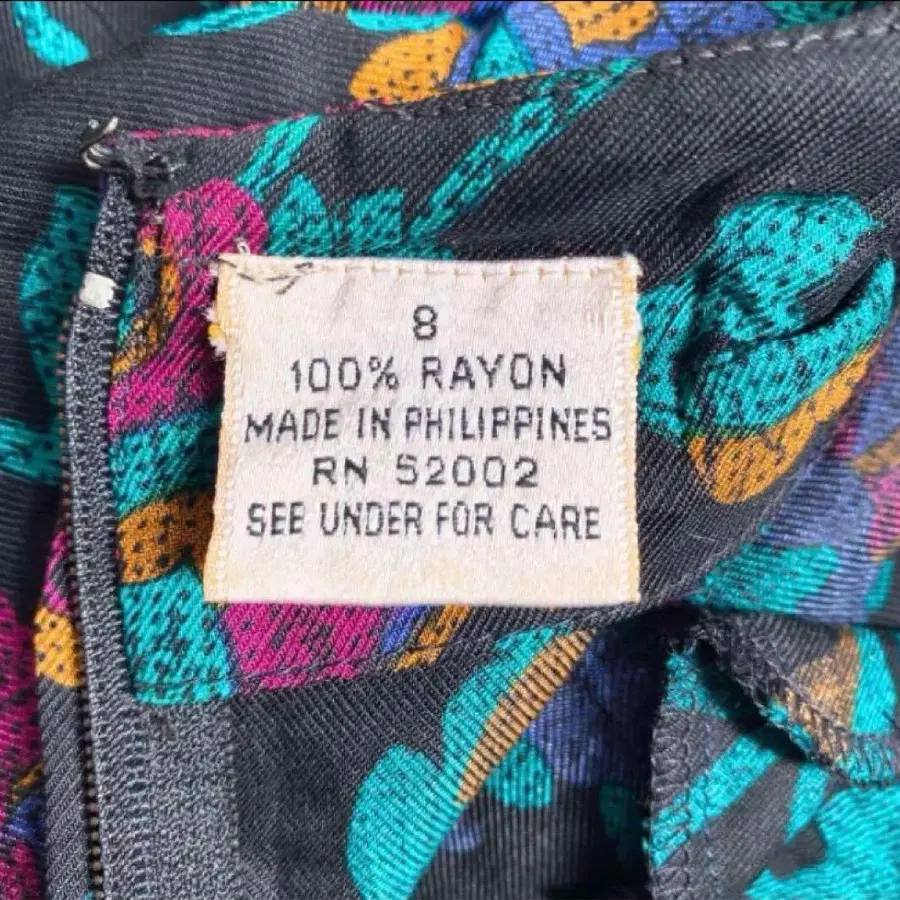 8
100% RAYON
MADE IN PHILIPPINES
RN 52002
SEE UNDER FOR CARE